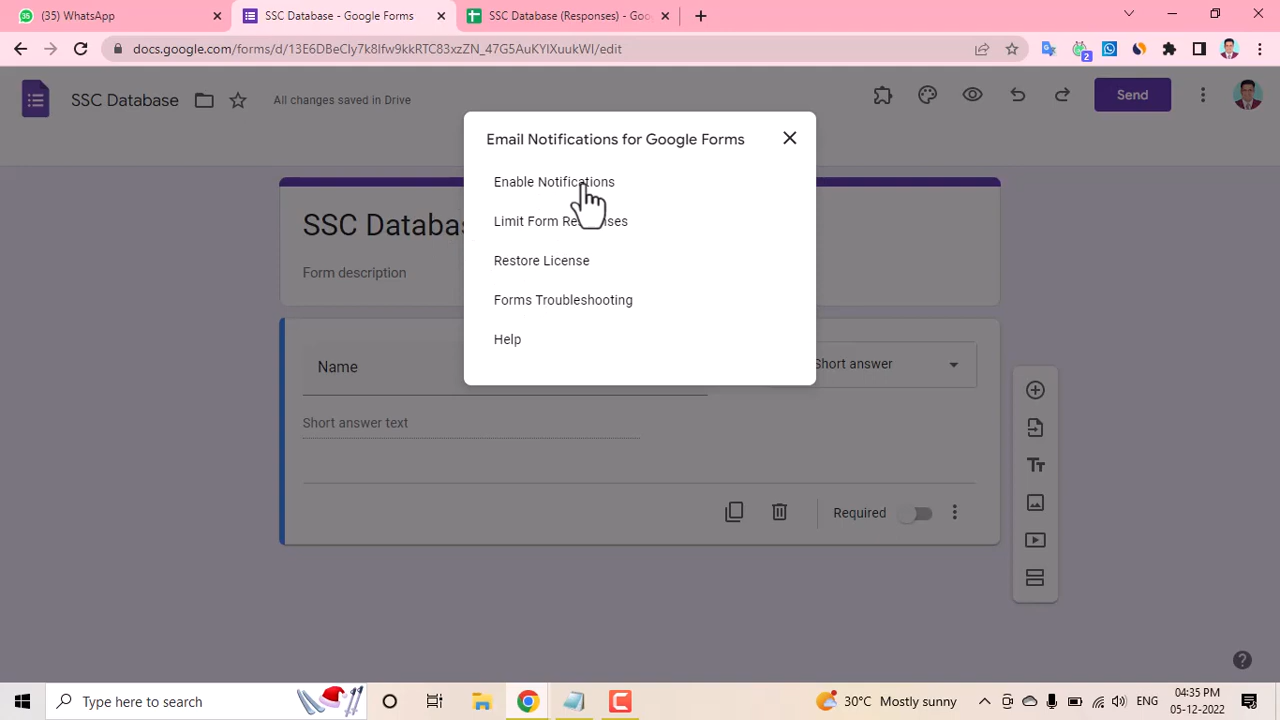 (35) WhatsApp
SSC Database - Google Forms
SSC Database (Responses) - Goo
docs.google.com/forms/d/13E6DBeCly7k8lfw9kkRTC83xzZN_47G5AuKYIXuukWI/edit
2
SSC Database
All changes saved in Drive
Send
Email Notifications for Google Forms
Enable Notifications
Limit Form Responses
Restore License
Forms Troubleshooting
Help
SSC Database
Form description
Name
Short answer
Short answer text
Required
Type here to search
30°C Mostly sunny
ENG
04:35 PM
05-12-2022